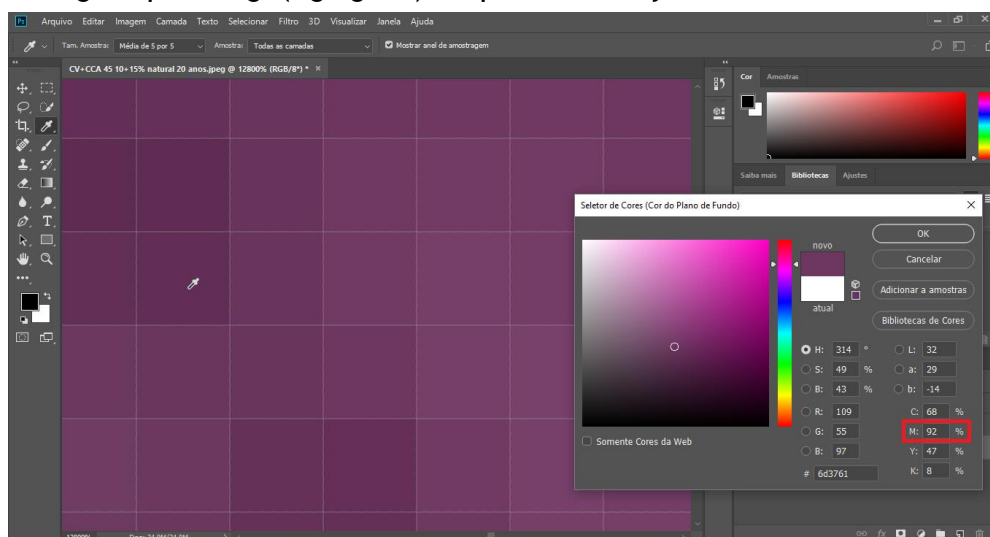 Arquivo Editar Imagem Camada Texto Selecionar Filtro 3D Visualizar Janela Ajuda
Tam. Amostra: Média de 5 por 5 Amostra: Todas as camadas Mostrar anel de amostragem
CV+CCA 45 10+15% natural 20 anos.jpeg @ 12800% (RGB/8*) * ×
Cor Amostras
Saiba mais Bibliotecas Ajustes
Seletor de Cores (Cor do Plano de Fundo)
novo
atual
OK
Cancelar
Adicionar a amostras
Bibliotecas de Cores
H: 314 ° L: 32
S: 49 % a: 29
B: 43 % b: -14
R: 109 C: 68 %
G: 55 M: 92 %
B: 97 Y: 47 %
# 6d3761 K: 8 %
Somente Cores da Web